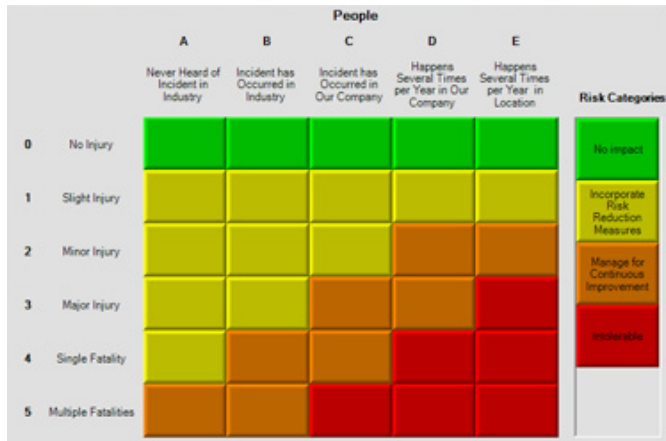 People
A B C D E
Never Heard of
Incident in
Industry
Incident has
Occurred in
Industry
Incident has
Occurred in
Our Company
Happens
Several Times
per Year in Our
Company
Happens
Several Times
per Year in
Location
Risk Categories
0 No Injury
1 Slight Injury
2 Minor Injury
3 Major Injury
4 Single Fatality
5 Multiple Fatalities
No impact
Incorporate
Risk
Reduction
Measures
Manage for
Continuous
Improvement
Intolerable